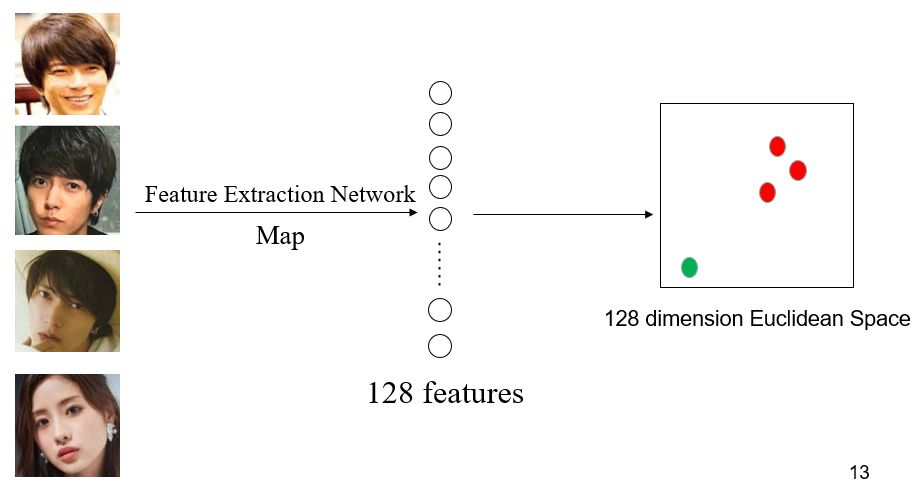 Feature Extraction Network
Map
128 features
128 dimension Euclidean Space
13